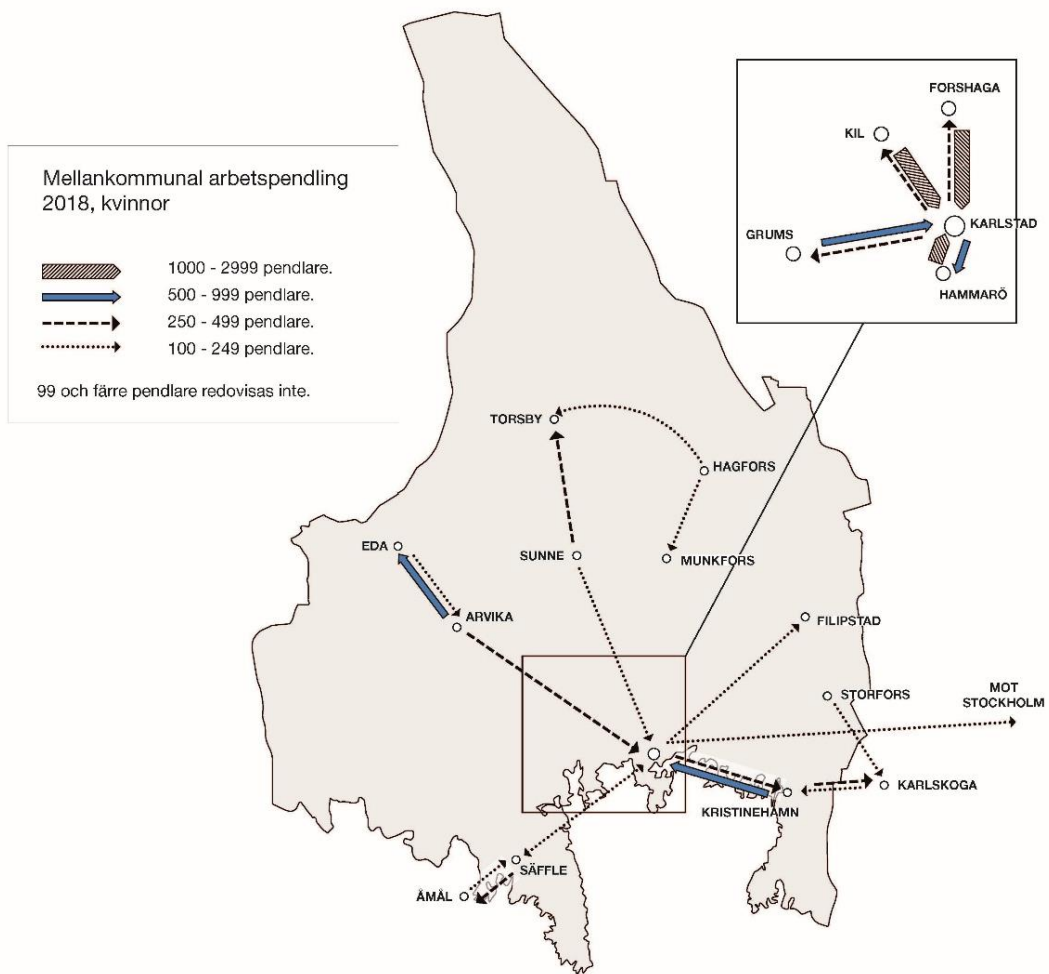 Mellankommunal arbetspendling
2018, kvinnor
1000 - 2999 pendlare.
500 - 999 pendlare.
250 - 499 pendlare.
100 - 249 pendlare.
99 och färre pendlare redovisas inte.
FORSHAGA
KIL
KARLSTAD
GRUMS
HAMMARÖ
TORSBY
HAGFORS
EDA
SUNNE
MUNKFORS
ARVIKA
FILIPSTAD
STORFORS
MOT
STOCKHOLM
KARLSKOGA
KRISTINEHAMN
SÄFFLE
ÅMÅL